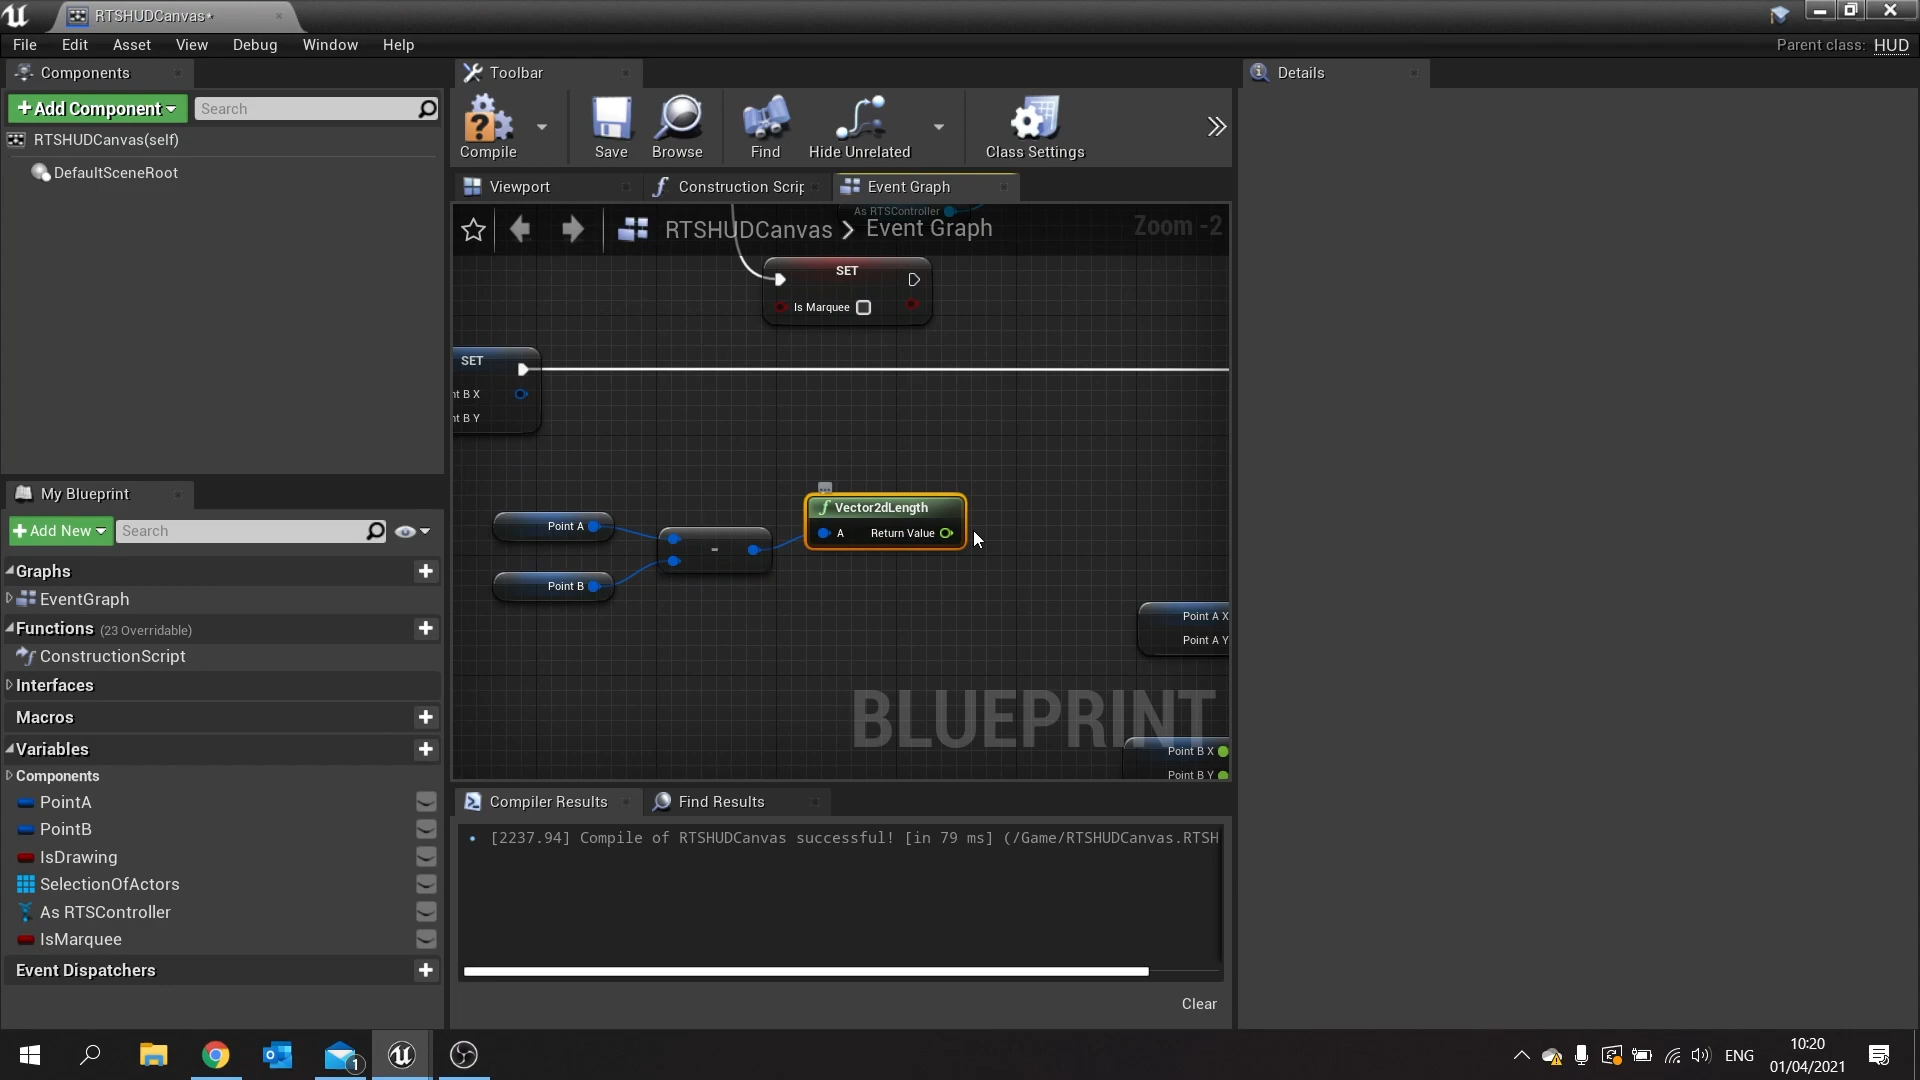 RTSHUDCanvas*
File Edit Asset View Debug Window Help
Parent class: HUD
Components
+Add Component
Search
RTSHUDCanvas(self)
DefaultSceneRoot
Toolbar
Compile
Save
Browse
Find
Hide Unrelated
Class Settings
Details
Viewport
Construction Scrip
Event Graph
As RTSController
RTSHUDCanvas > Event Graph
Zoom -2
SET
Is Marquee
SET
nt B X
nt B Y
Point A
Point B
-
f Vector2dLength
A Return Value
Point A X
Point A Y
BLUEPRINT
Point B X
Point B Y
My Blueprint
+Add New
Search
Graphs
EventGraph
Functions (23 Overridable)
ConstructionScript
Interfaces
Macros
Variables
Components
PointA
PointB
IsDrawing
SelectionOfActors
As RTSController
IsMarquee
Event Dispatchers
Compiler Results
Find Results
[2237.94] Compile of RTSHUDCanvas successful! [in 79 ms] (/Game/RTSHUDCanvas.RTSH
Clear
1
ENG
10:20
01/04/2021